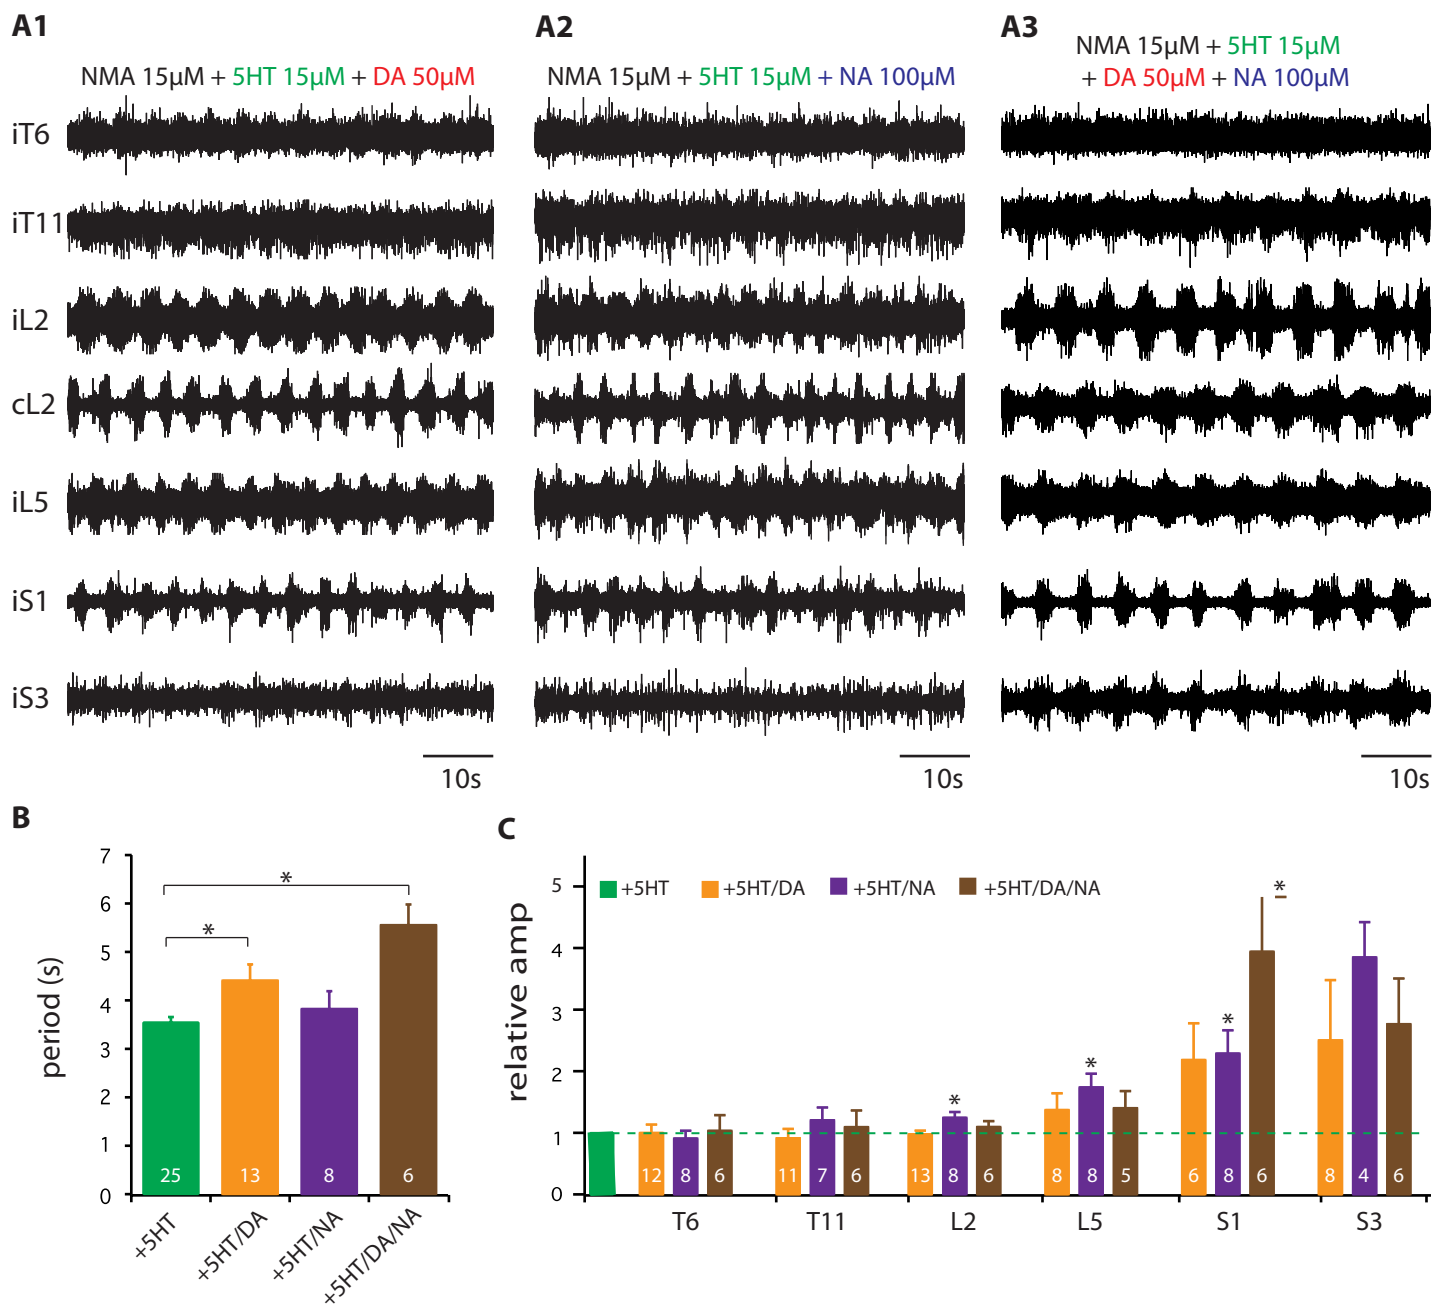 A1
NMA 15µM + 5HT 15µM + DA 50µM
A2
NMA 15µM + 5HT 15µM + NA 100µM
A3
NMA 15µM + 5HT 15µM
+ DA 50µM + NA 100µM
iT6
iT11
iL2
cL2
iL5
iS1
iS3
10s
10s
10s
B
period (s)
7
6
5
4
3
2
1
0
*
*
25
13
8
6
+5HT
+5HT/DA
+5HT/NA
+5HT/DA/NA
C
relative amp
5
4
3
2
1
0
+5HT
+5HT/DA
+5HT/NA
+5HT/DA/NA
*
*
*
*
12 8 6
11 7 6
13 8 6
8 8 5
6 8 6
8 4 6
T6 T11 L2 L5 S1 S3